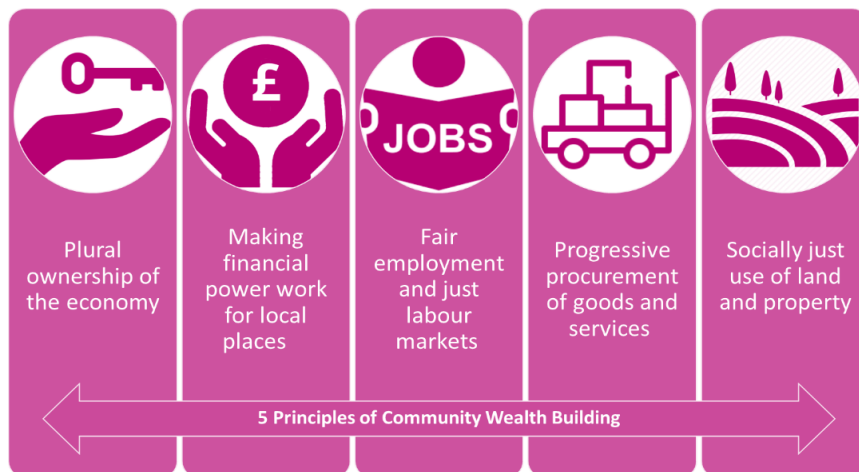 £
JOBS
Plural
ownership of
the economy
Making
financial
power work
for local
places
Fair
employment
and just
labour
markets
Progressive
procurement
of goods and
services
Socially just
use of land
and property
5 Principles of Community Wealth Building